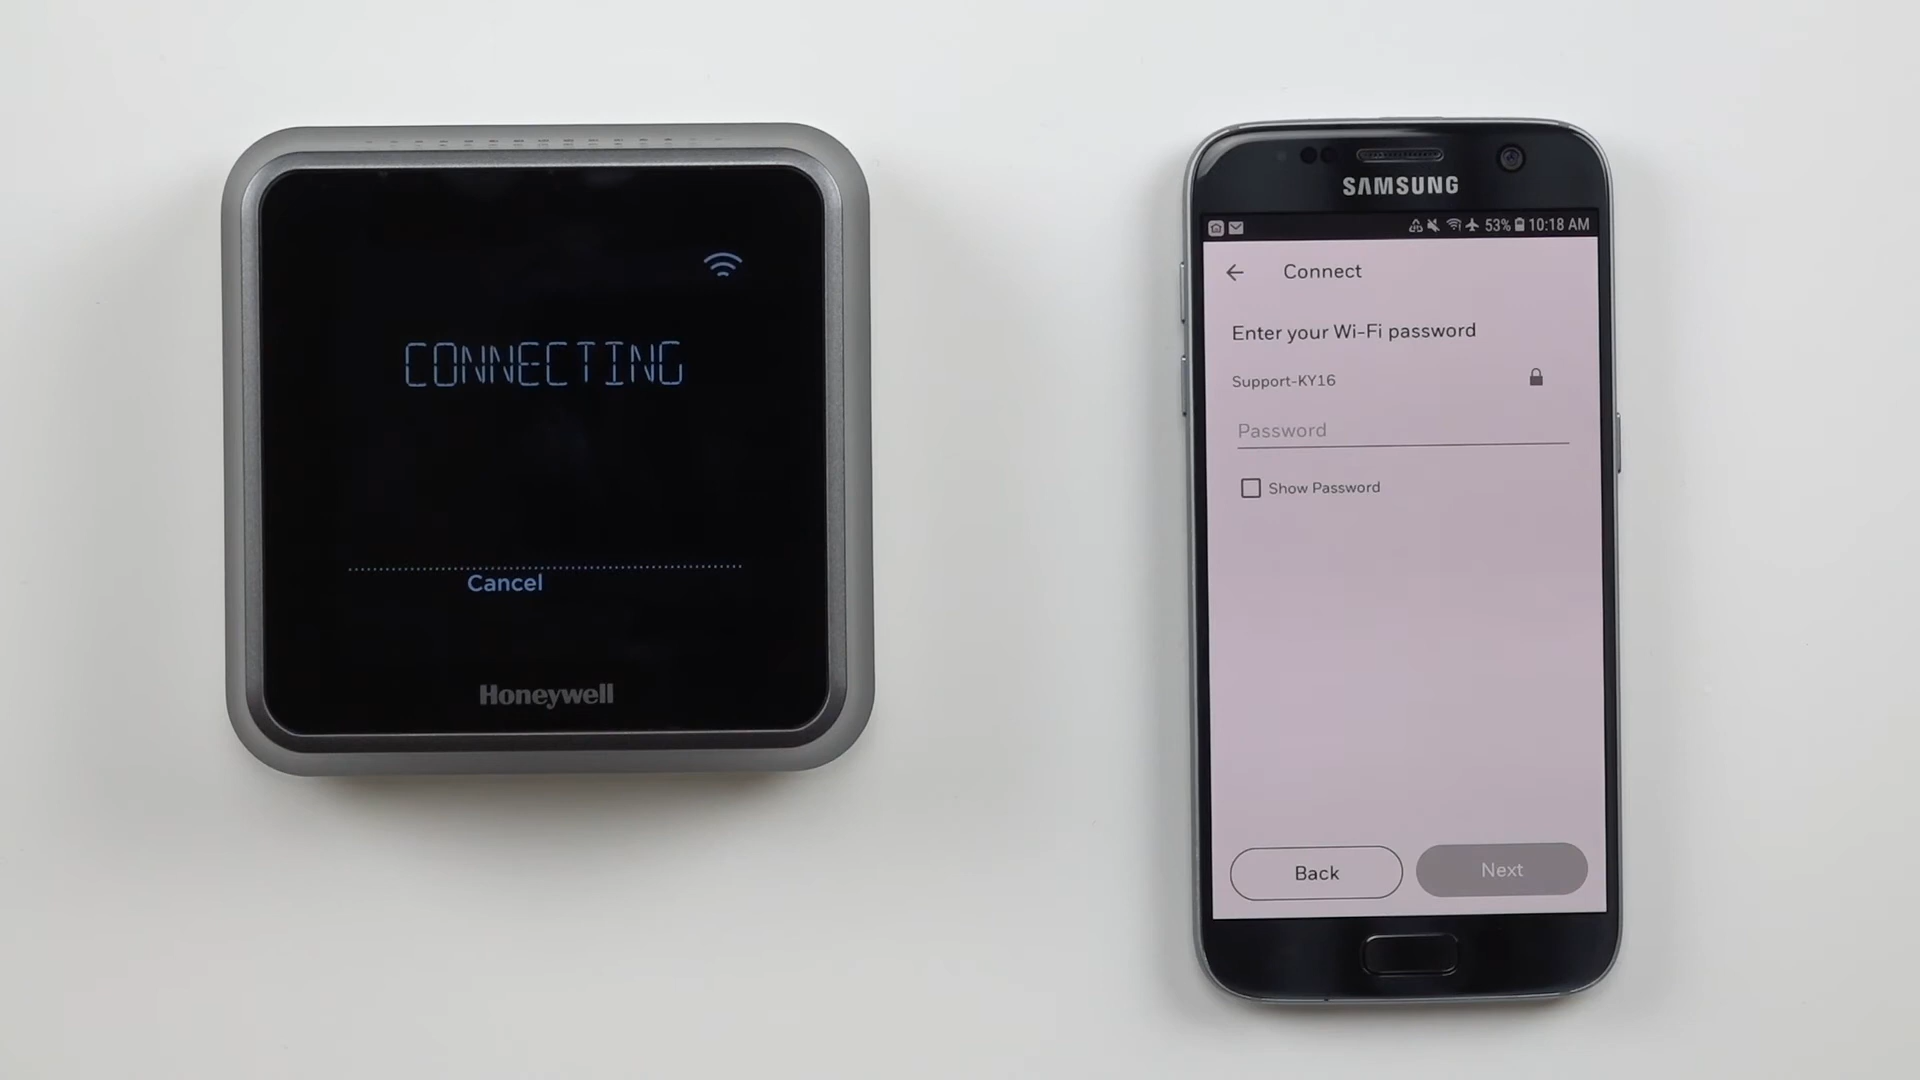 CONNECTING
Cancel
Honeywell
SAMSUNG
53% 10:18 AM
Connect
Enter your Wi-Fi password
Support-KY16
Password
Show Password
Back
Next